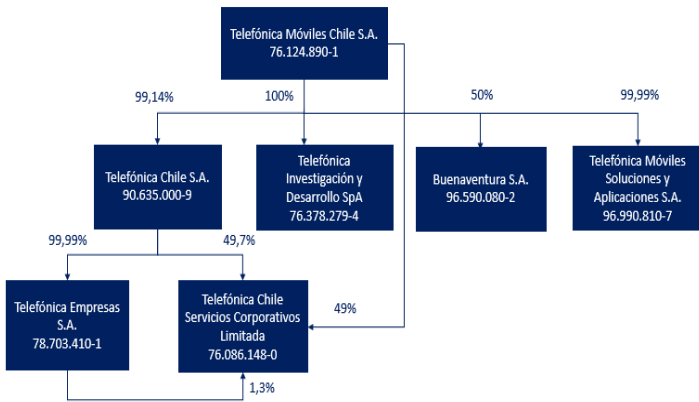 Telefónica Móviles Chile S.A.
76.124.890-1
99,14%
100%
50%
99,99%
Telefónica Chile S.A.
90.635.000-9
Telefónica
Investigación y
Desarrollo SpA
76.378.279-4
Buenaventura S.A.
96.590.080-2
Telefónica Móviles
Soluciones y
Aplicaciones S.A.
96.990.810-7
99,99%
49,7%
Telefónica Empresas
S.A.
78.703.410-1
Telefónica Chile
Servicios Corporativos
Limitada
76.086.148-0
49%
1,3%